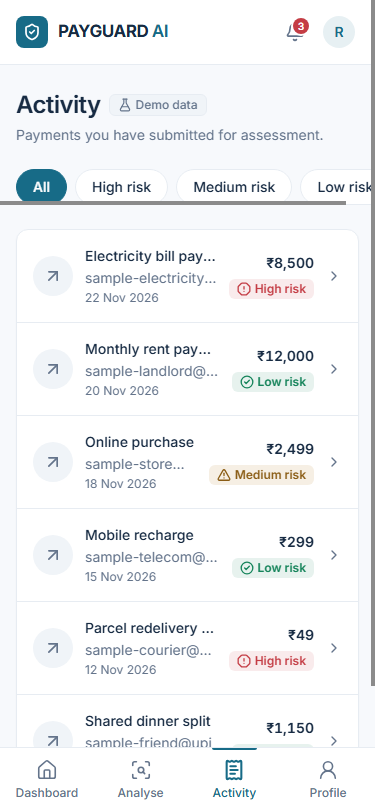 PAYGUARD AI
3
R
Activity
Demo data
Payments you have submitted for assessment.
All
High risk
Medium risk
Low risk
Electricity bill pay...
₹8,500
sample-electricity...
High risk
22 Nov 2026
Monthly rent pay...
₹12,000
sample-landlord@...
Low risk
20 Nov 2026
Online purchase
₹2,499
sample-store...
Medium risk
18 Nov 2026
Mobile recharge
₹299
sample-telecom@...
Low risk
15 Nov 2026
Parcel redelivery ...
₹49
sample-courier@...
High risk
12 Nov 2026
Shared dinner split
₹1,150
sample-friend@upi
Dashboard
Analyse
Activity
Profile